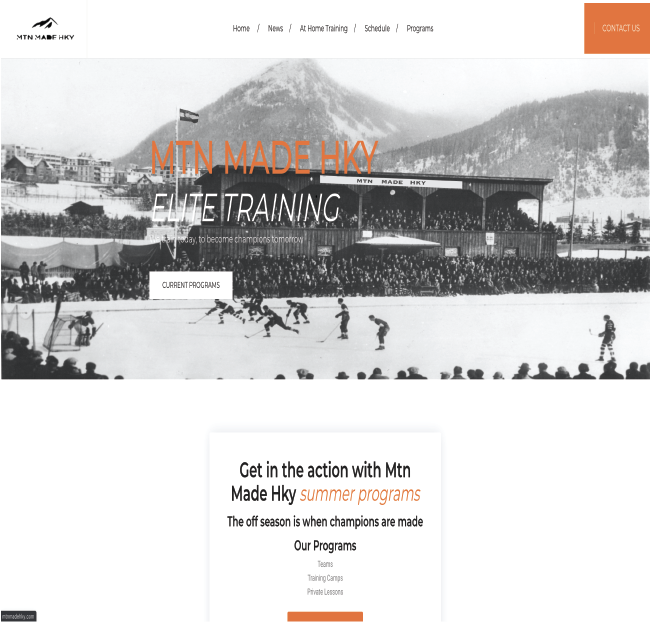 MTN MADE HKY
Home / News / At Home Training / Schedule / Programs
CONTACT US
MTN MADE HKY
MTN MADE HKY
ELITE TRAINING
today, to become champions tomorrow
CURRENT PROGRAMS
Get in the action with Mtn
Made Hky summer programs
The off season is when champions are made
Our Programs
Teams
Training Camps
Private Lessons
mtnmadehky.com